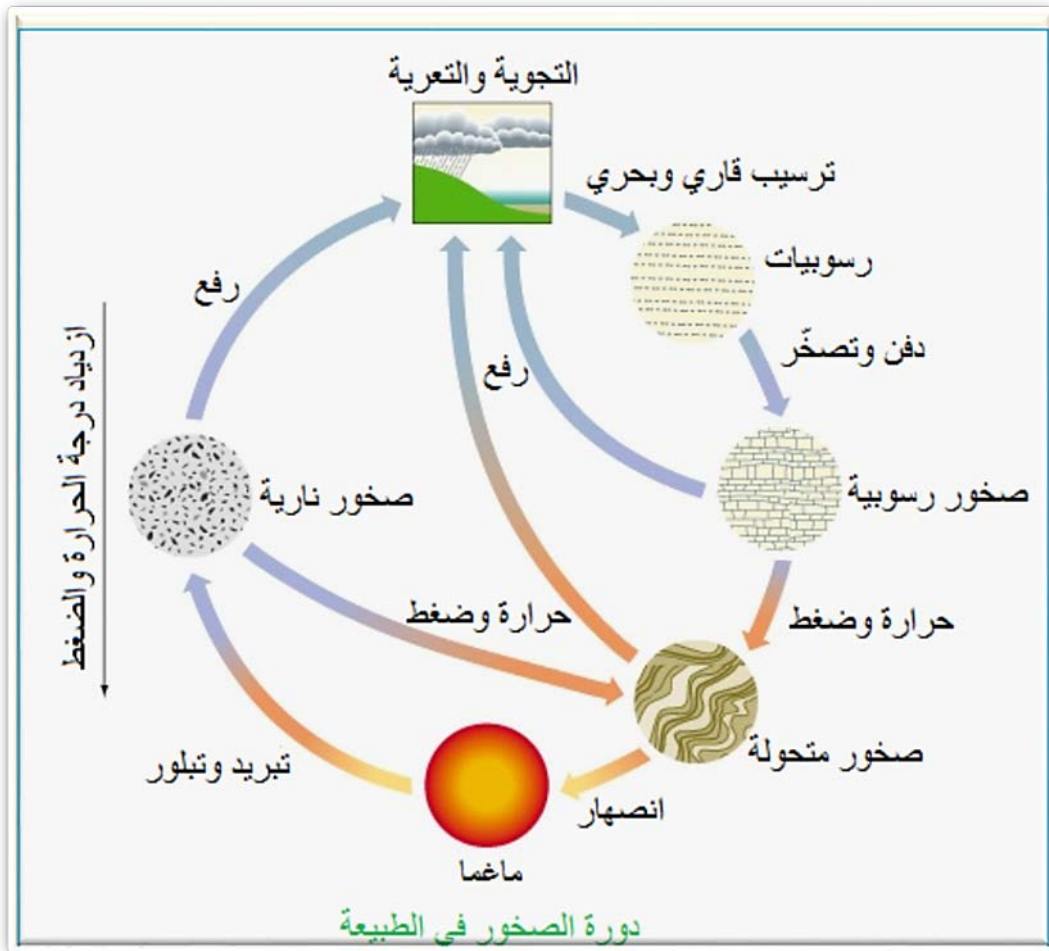 التجوية والتعرية
ترسيب قاري وبحري
رسوبيات
دفن وتصخّر
رفع
رفع
ازدياد درجة الحرارة والضغط
صخور نارية
صخور رسوبية
حرارة وضغط
حرارة وضغط
صخور متحولة
تبريد وتبلور
انصهار
ماغما
دورة الصخور في الطبيعة